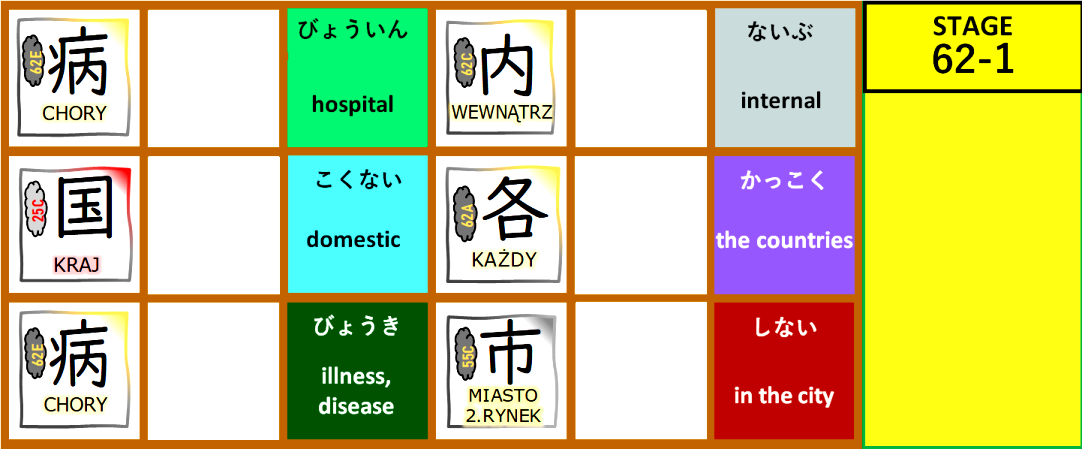 62E
病
CHORY
びょういん
hospital
62C
内
WEWNĄTRZ
ないぶ
internal
STAGE
62-1
25C
国
KRAJ
こくない
domestic
62A
各
KAŻDY
かっこく
the countries
62E
病
CHORY
びょうき
illness,
disease
55C
市
MIASTO
2.RYNEK
しない
in the city